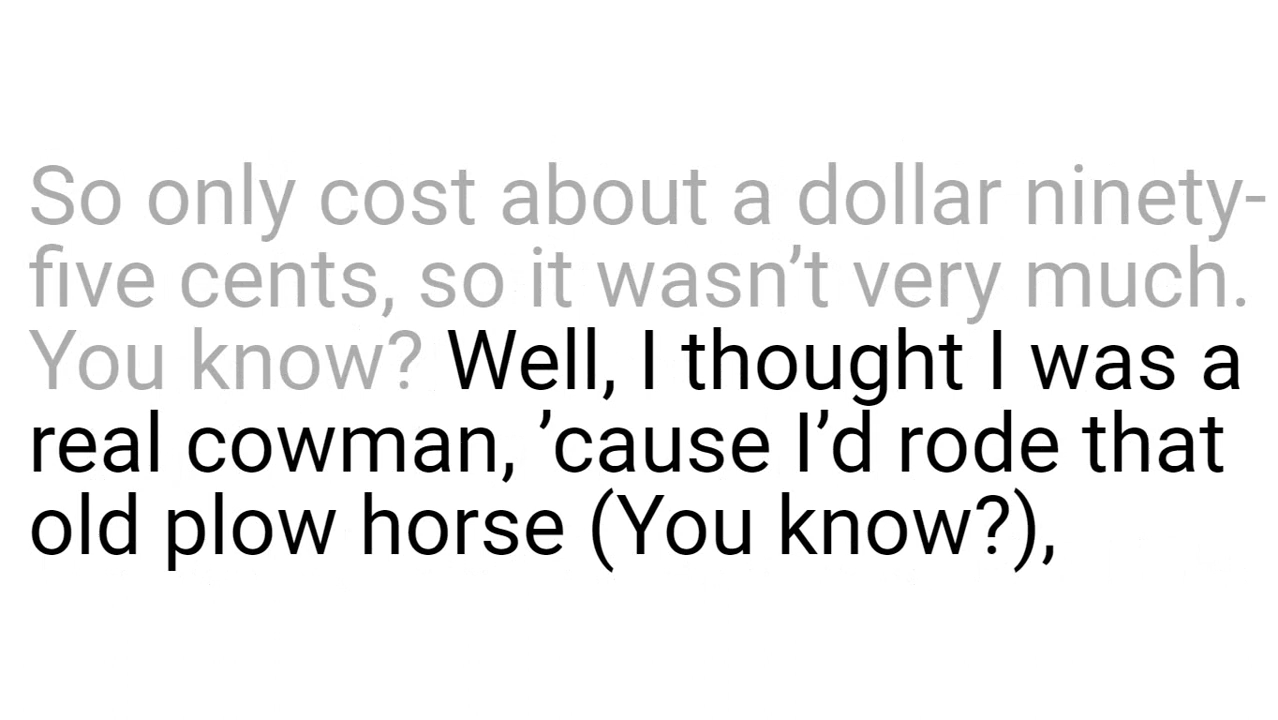 So only cost about a dollar ninety-
five cents, so it wasn’t very much.
You know? Well, I thought I was a
real cowman, ’cause I’d rode that
old plow horse (You know?),